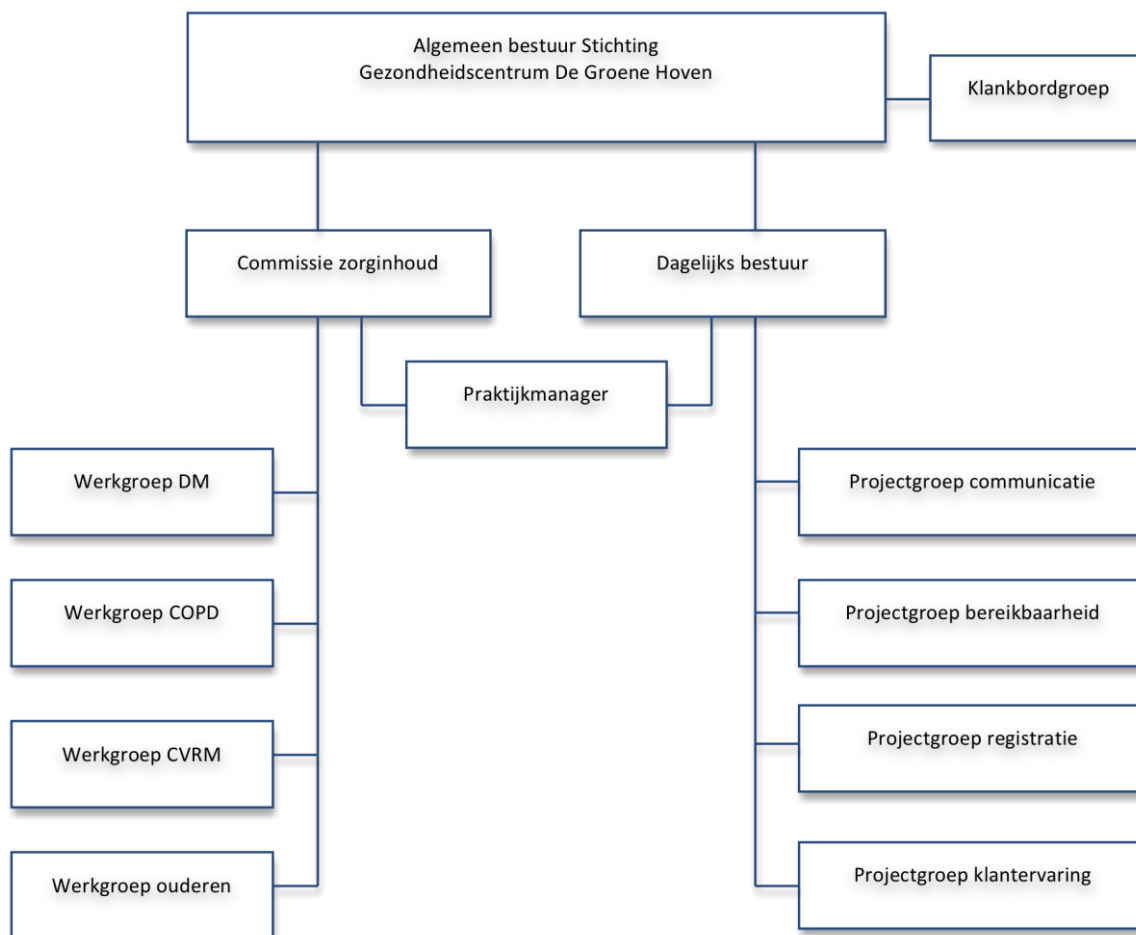 Algemeen bestuur Stichting
Gezondheidscentrum De Groene Hoven
Klankbordgroep
Commissie zorginhoud
Dagelijks bestuur
Praktijkmanager
Werkgroep DM
Projectgroep communicatie
Werkgroep COPD
Projectgroep bereikbaarheid
Werkgroep CVRM
Projectgroep registratie
Werkgroep ouderen
Projectgroep klantervaring